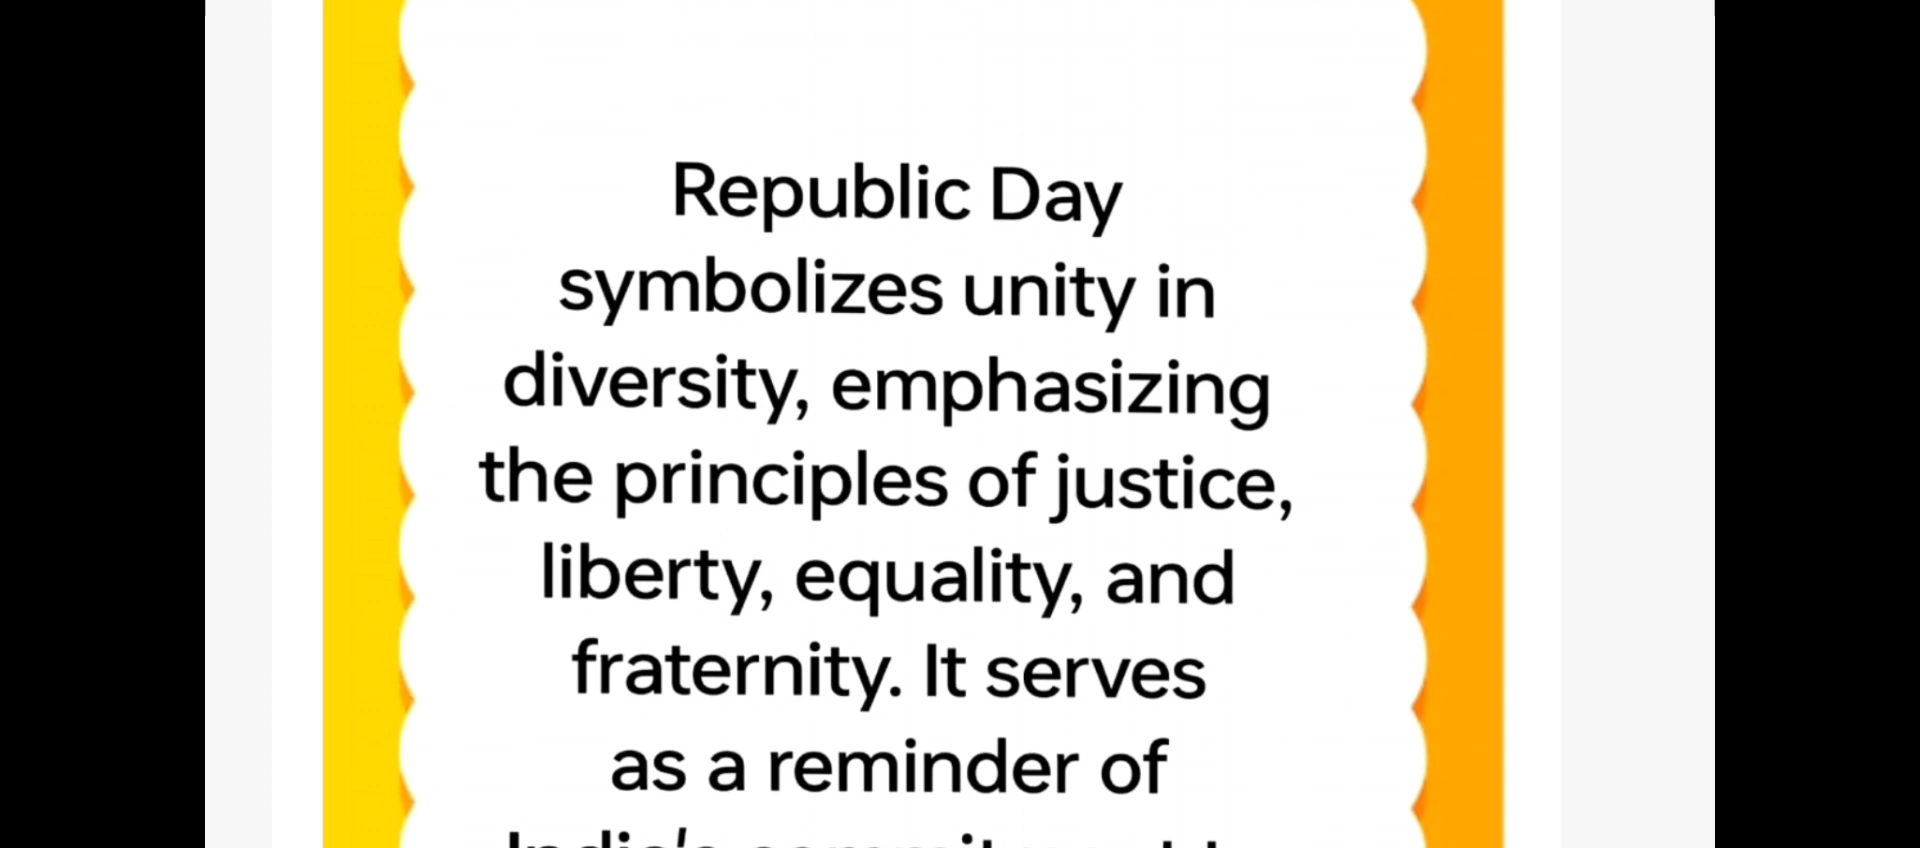 Republic Day
symbolizes unity in
diversity, emphasizing
the principles of justice,
liberty, equality, and
fraternity. It serves
as a reminder of
India's